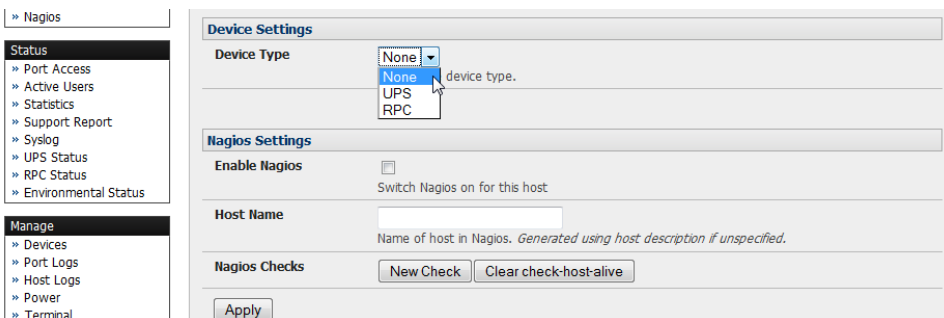 » Nagios
Status
» Port Access
» Active Users
» Statistics
» Support Report
» Syslog
» UPS Status
» RPC Status
» Environmental Status
Manage
» Devices
» Port Logs
» Host Logs
» Power
» Terminal
Device Settings
Device Type
None
None
device type.
UPS
RPC
Nagios Settings
Enable Nagios
Switch Nagios on for this host
Host Name
Name of host in Nagios. Generated using host description if unspecified.
Nagios Checks
New Check
Clear check-host-alive
Apply